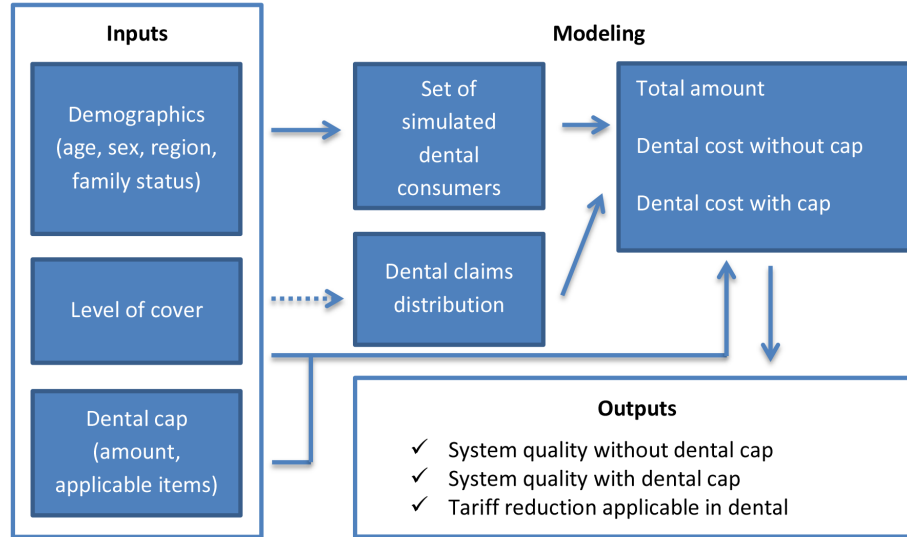 Inputs
Demographics
(age, sex, region,
family status)
Level of cover
Dental cap
(amount,
applicable items)
Modeling
Set of
simulated
dental
consumers
Dental claims
distribution
Total amount
Dental cost without cap
Dental cost with cap
Outputs
✓ System quality without dental cap
✓ System quality with dental cap
✓ Tariff reduction applicable in dental